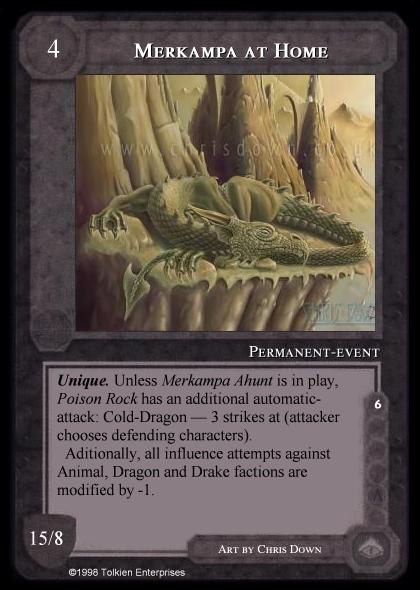 4
MERKAMPA AT HOME
www.chrisdown.co.uk
PERMANENT-EVENT
Unique. Unless Merkampa Ahunt is in play,
Poison Rock has an additional automatic-
attack: Cold-Dragon — 3 strikes at (attacker
chooses defending characters).
Aditionally, all influence attempts against
Animal, Dragon and Drake factions are
modified by -1.
6
15/8
ART BY CHRIS DOWN
©1998 Tolkien Enterprises